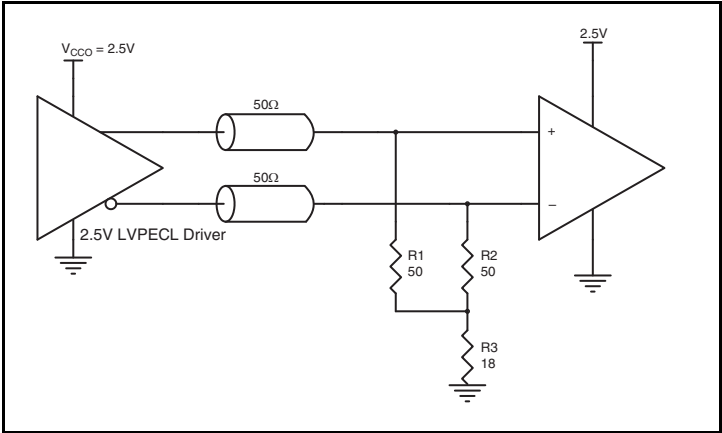 2.5V
V_CCO = 2.5V
50Ω
+
50Ω
–
2.5V LVPECL Driver
R1
50
R2
50
R3
18